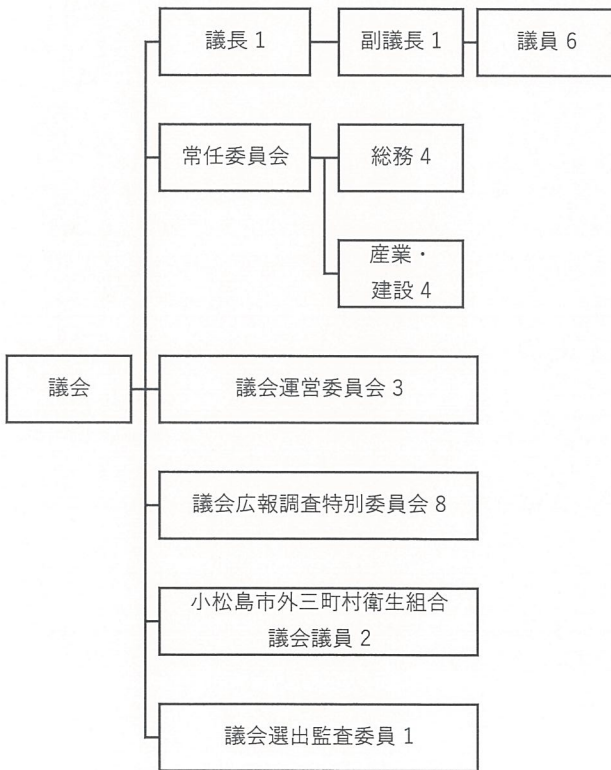 議長 1
副議長 1
議員 6
常任委員会
総務 4
産業・
建設 4
議会
議会運営委員会 3
議会広報調査特別委員会 8
小松島市外三町村衛生組合
議会議員 2
議会選出監査委員 1